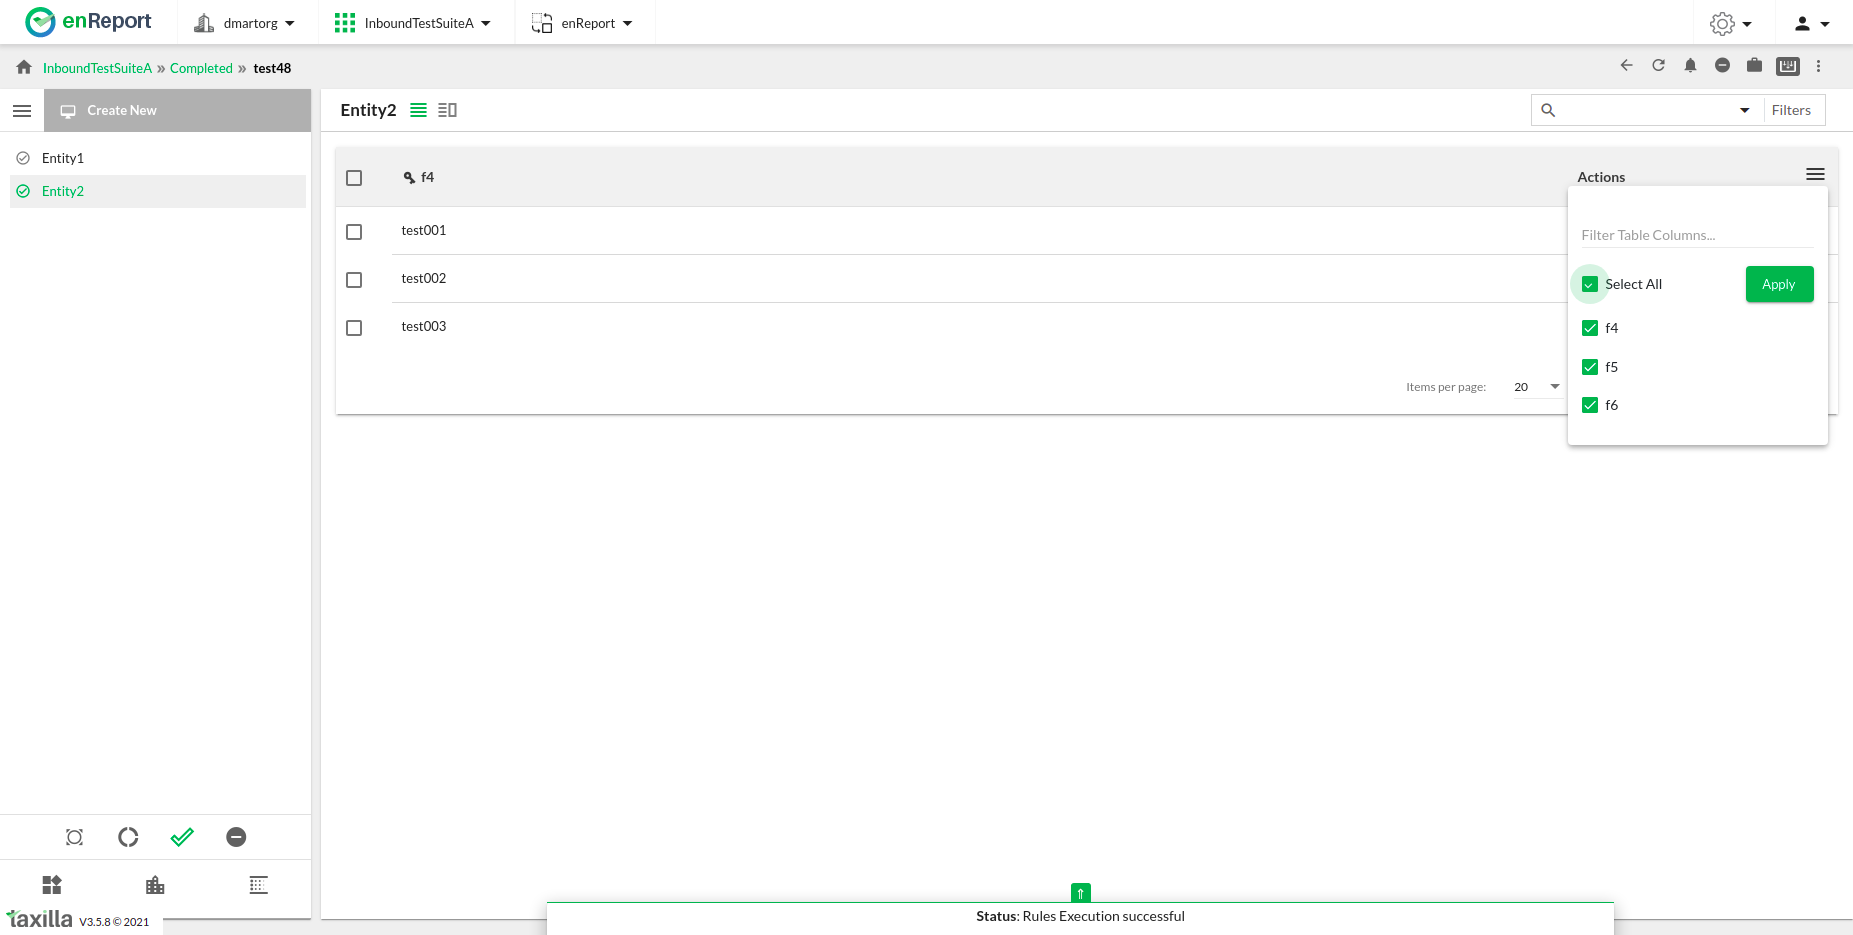 enReport
dmartorg
InboundTestSuiteA
enReport
InboundTestSuiteA » Completed » test48
Create New
Entity1
Entity2
Entity2
Filters
f4
Actions
test001
test002
test003
Items per page:
20
Filter Table Columns...
Select All
Apply
f4
f5
f6
taxilla
V3.5.8 © 2021
⇑
Status: Rules Execution successful